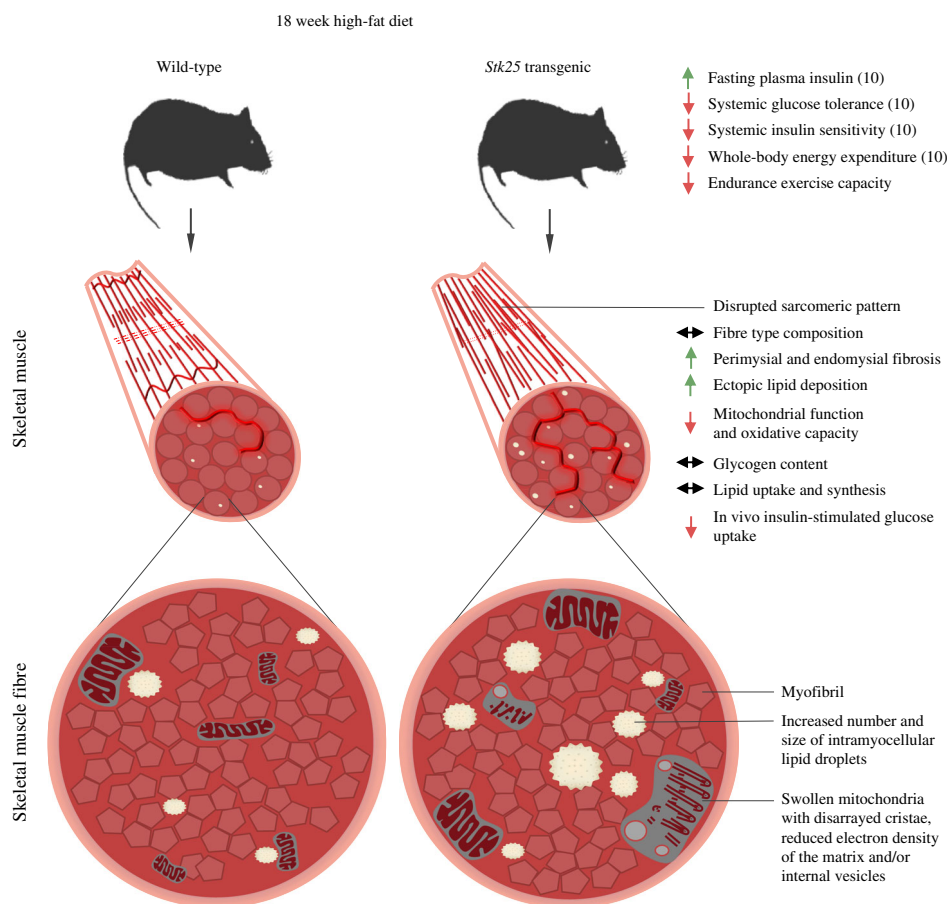 18 week high-fat diet
Wild-type
Stk25 transgenic
Fasting plasma insulin (10)
Systemic glucose tolerance (10)
Systemic insulin sensitivity (10)
Whole-body energy expenditure (10)
Endurance exercise capacity
Skeletal muscle
Disrupted sarcomeric pattern
Fibre type composition
Perimysial and endomysial fibrosis
Ectopic lipid deposition
Mitochondrial function
and oxidative capacity
Glycogen content
Lipid uptake and synthesis
In vivo insulin-stimulated glucose
uptake
Skeletal muscle fibre
Myofibril
Increased number and
size of intramyocellular
lipid droplets
Swollen mitochondria
with disarrayed cristae,
reduced electron density
of the matrix and/or
internal vesicles